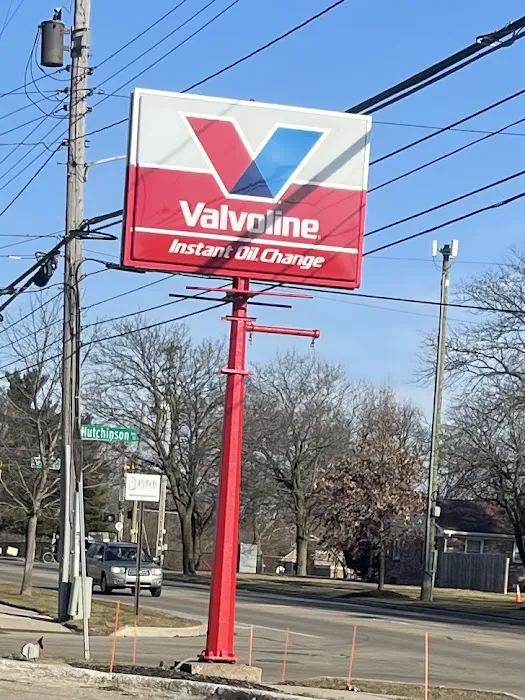 Valvoline
Instant Oil Change
Hutchinson